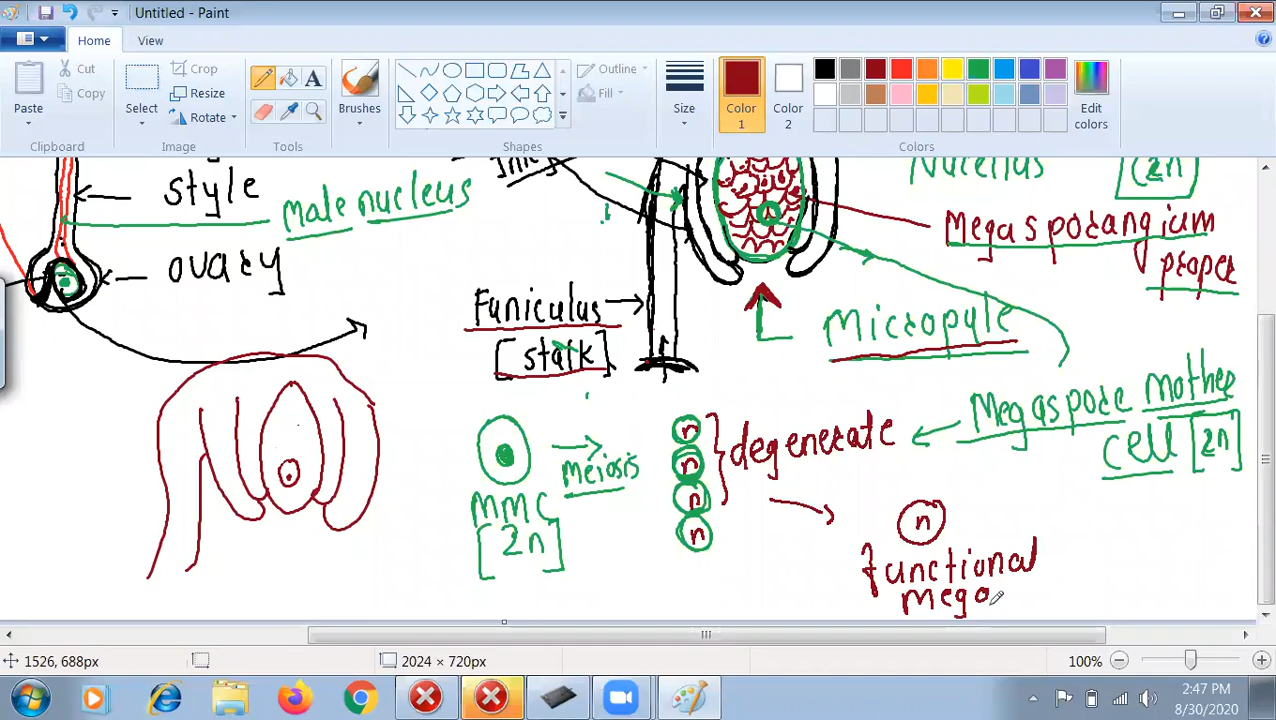 Untitled - Paint
Home View
Cut
Copy
Paste
Clipboard
Crop
Resize
Rotate
Select
Image
Tools
Brushes
Shapes
Outline
Fill
Size
Color 1
Color 2
Edit colors
Colors
style
male nucleus
ovary
Nucellus
(2n
Megasporangium
proper
Funiculus
[stalk]
Micropyle
Megaspore mother
cell [2n]
MMC
[2n]
meiosis
n
n
n
n
degenerate
n
functional
mega
1526, 688px
2024 × 720px
100%
2:47 PM
8/30/2020